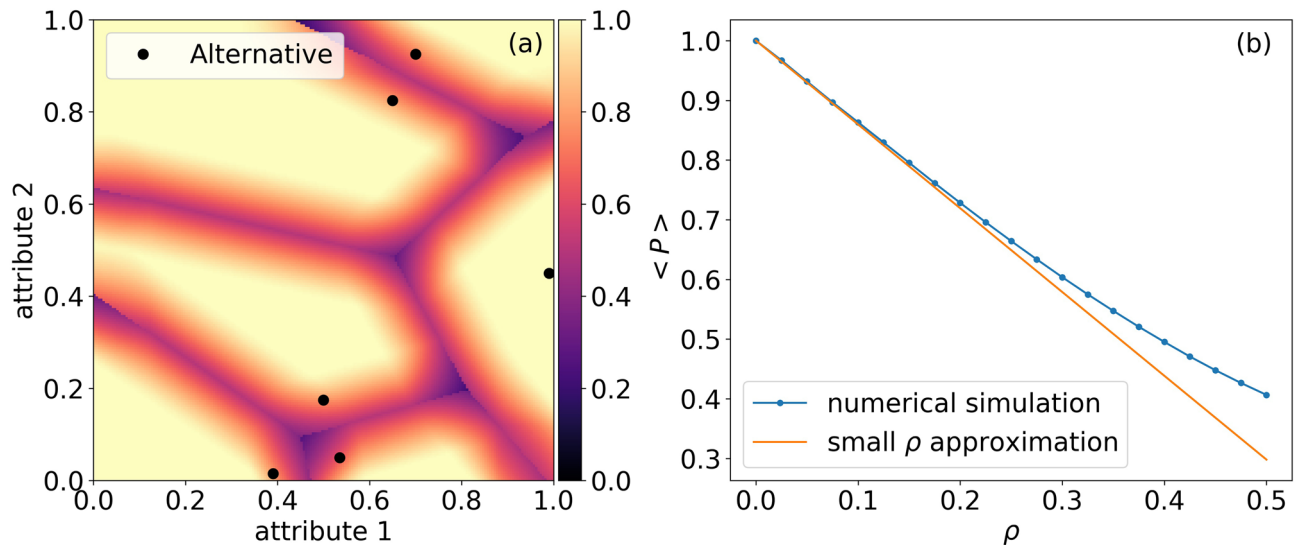 (a)
Alternative
1.0
0.8
0.6
0.4
0.2
0.0
attribute 2
0.0 0.2 0.4 0.6 0.8 1.0
attribute 1
1.0
0.8
0.6
0.4
0.2
0.0
(b)
1.0
0.9
0.8
0.7
0.6
0.5
0.4
0.3
< P >
numerical simulation
small ρ approximation
0.0 0.1 0.2 0.3 0.4 0.5
ρ